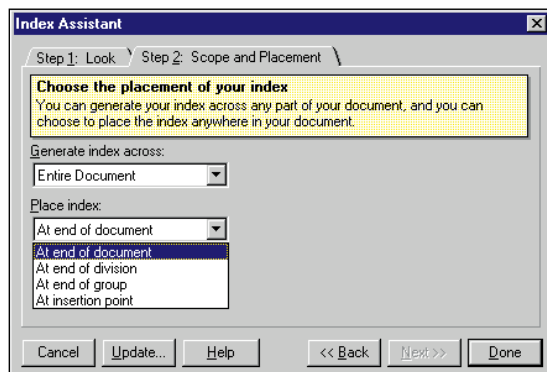 Index Assistant
Step 1: Look
Step 2: Scope and Placement
Choose the placement of your index
You can generate your index across any part of your document, and you can
choose to place the index anywhere in your document.
Generate index across:
Entire Document
Place index:
At end of document
At end of document
At end of division
At end of group
At insertion point
Cancel
Update...
Help
<< Back
Next >>
Done